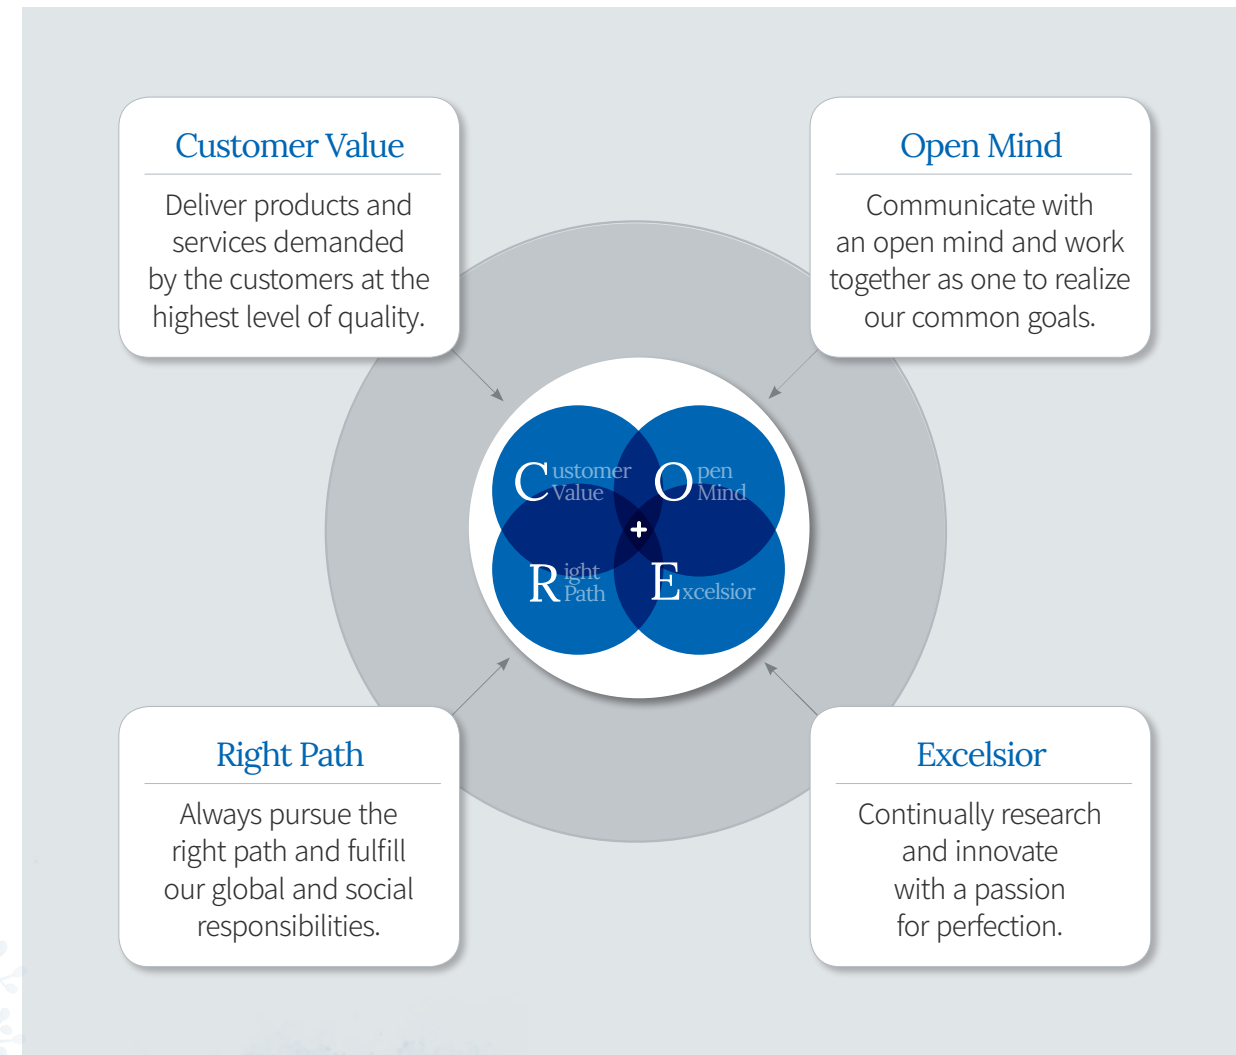 Customer Value
Deliver products and
services demanded
by the customers at the
highest level of quality.
Open Mind
Communicate with
an open mind and work
together as one to realize
our common goals.
Customer
Value
Open
Mind
+
Right
Path
Excelsior
Right Path
Always pursue the
right path and fulfill
our global and social
responsibilities.
Excelsior
Continually research
and innovate
with a passion
for perfection.